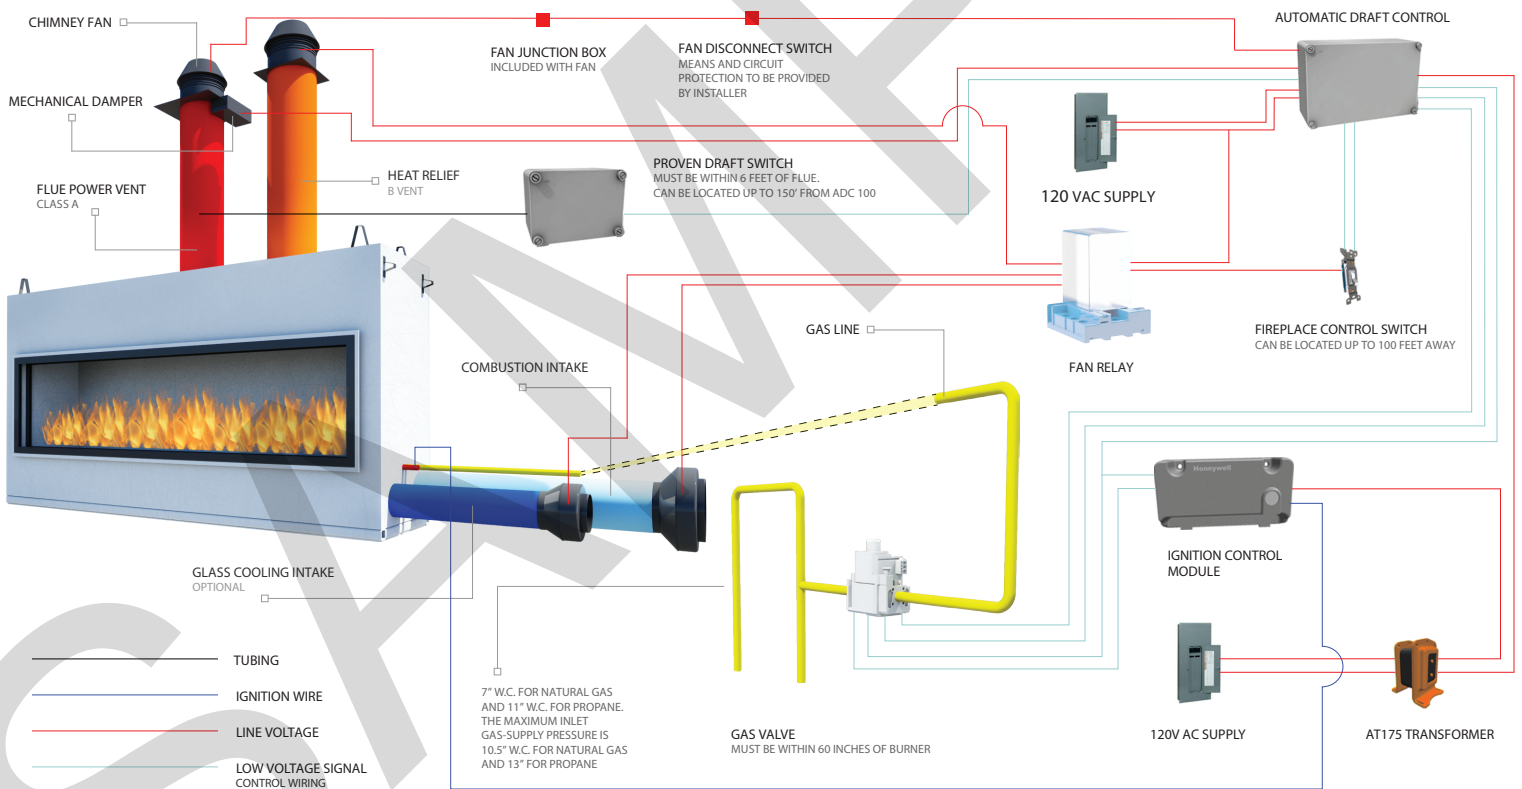 CHIMNEY FAN
AUTOMATIC DRAFT CONTROL
FAN JUNCTION BOX
INCLUDED WITH FAN
FAN DISCONNECT SWITCH
MEANS AND CIRCUIT
PROTECTION TO BE PROVIDED
BY INSTALLER
MECHANICAL DAMPER
PROVEN DRAFT SWITCH
MUST BE WITHIN 6 FEET OF FLUE.
CAN BE LOCATED UP TO 150' FROM ADC 100
HEAT RELIEF
B VENT
FLUE POWER VENT
CLASS A
120 VAC SUPPLY
GAS LINE
FIREPLACE CONTROL SWITCH
CAN BE LOCATED UP TO 100 FEET AWAY
FAN RELAY
COMBUSTION INTAKE
Honeywell
IGNITION CONTROL
MODULE
GLASS COOLING INTAKE
OPTIONAL
TUBING
IGNITION WIRE
LINE VOLTAGE
LOW VOLTAGE SIGNAL
CONTROL WIRING
7" W.C. FOR NATURAL GAS
AND 11" W.C. FOR PROPANE.
THE MAXIMUM INLET
GAS-SUPPLY PRESSURE IS
10.5" W.C. FOR NATURAL GAS
AND 13" FOR PROPANE
GAS VALVE
MUST BE WITHIN 60 INCHES OF BURNER
120V AC SUPPLY
AT175 TRANSFORMER